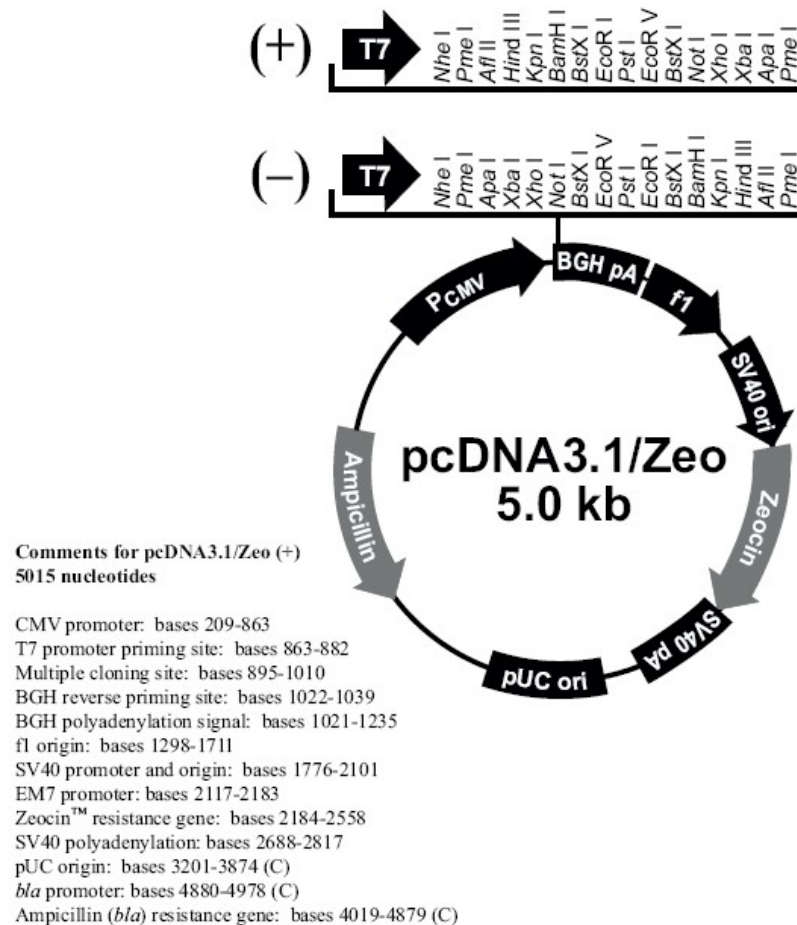 (+) T7 Nhe I Pme I Afl II Hind III Kpn I BamH I BstX I EcoR I Pst I EcoR V BstX I Not I Xho I Xba I Apa I Pme I
(−) T7 Nhe I Pme I Apa I Xba I Xho I Not I BstX I EcoR V Pst I EcoR I BstX I BamH I Kpn I Hind III Afl II Pme I
PCMV
BGH pA
f1
SV40 ori
Zeocin
SV40 pA
pUC ori
Ampicillin
pcDNA3.1/Zeo
5.0 kb
Comments for pcDNA3.1/Zeo (+)
5015 nucleotides
CMV promoter: bases 209-863
T7 promoter priming site: bases 863-882
Multiple cloning site: bases 895-1010
BGH reverse priming site: bases 1022-1039
BGH polyadenylation signal: bases 1021-1235
f1 origin: bases 1298-1711
SV40 promoter and origin: bases 1776-2101
EM7 promoter: bases 2117-2183
Zeocin™ resistance gene: bases 2184-2558
SV40 polyadenylation: bases 2688-2817
pUC origin: bases 3201-3874 (C)
bla promoter: bases 4880-4978 (C)
Ampicillin (bla) resistance gene: bases 4019-4879 (C)